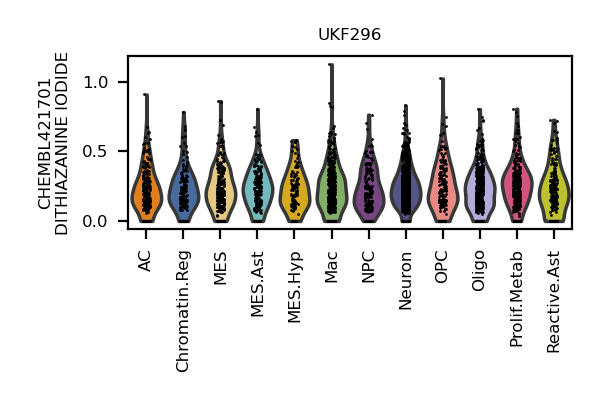 UKF296
CHEMBL421701
DITHIAZANINE IODIDE
1.0
0.5
0.0
AC
Chromatin.Reg
MES
MES.Ast
MES.Hyp
Mac
NPC
Neuron
OPC
Oligo
Prolif.Metab
Reactive.Ast